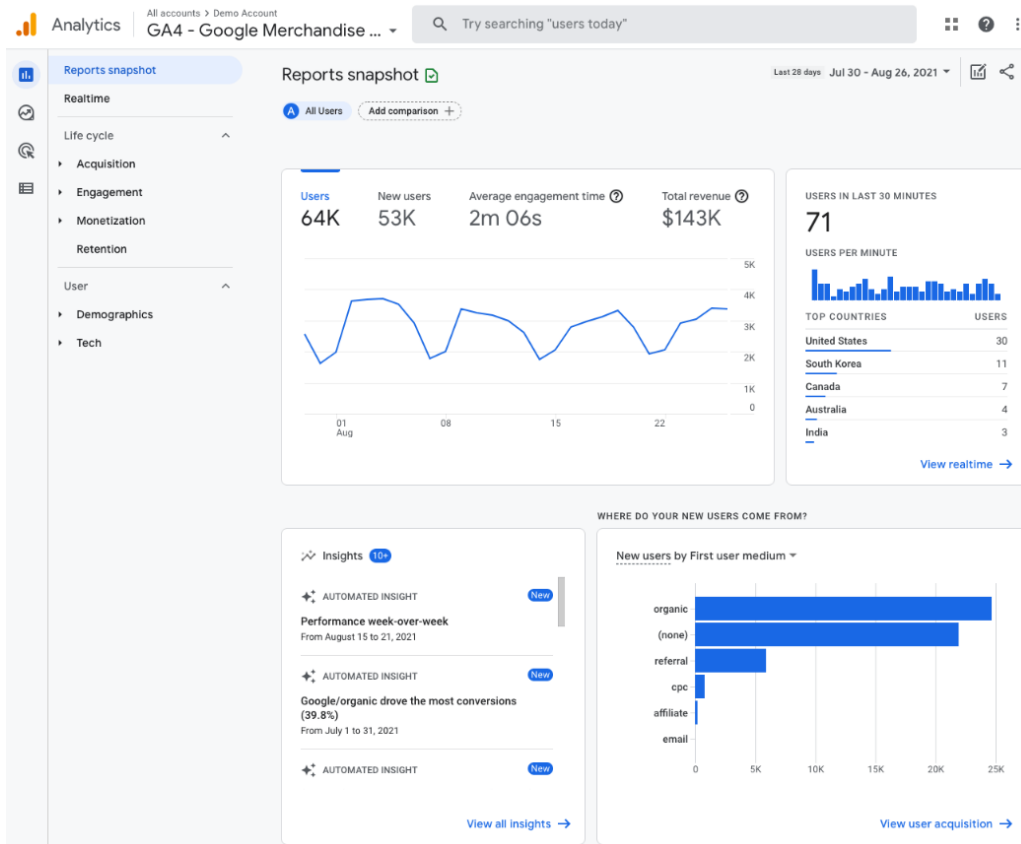 Analytics
All accounts > Demo Account
GA4 - Google Merchandise ...
Try searching "users today"
Reports snapshot
Realtime
Life cycle
Acquisition
Engagement
Monetization
Retention
User
Demographics
Tech
Reports snapshot
Last 28 days Jul 30 - Aug 26, 2021
A All Users
Add comparison +
Users
64K
New users
53K
Average engagement time
2m 06s
Total revenue
$143K
5K
4K
3K
2K
1K
0
01 08 15 22
Aug
USERS IN LAST 30 MINUTES
71
USERS PER MINUTE
TOP COUNTRIES USERS
United States 30
South Korea 11
Canada 7
Australia 4
India 3
View realtime
Insights 10+
AUTOMATED INSIGHT New
Performance week-over-week
From August 15 to 21, 2021
AUTOMATED INSIGHT New
Google/organic drove the most conversions
(39.8%)
From July 1 to 31, 2021
AUTOMATED INSIGHT New
View all insights
WHERE DO YOUR NEW USERS COME FROM?
New users by First user medium
organic
(none)
referral
cpc
affiliate
email
0 5K 10K 15K 20K 25K
View user acquisition